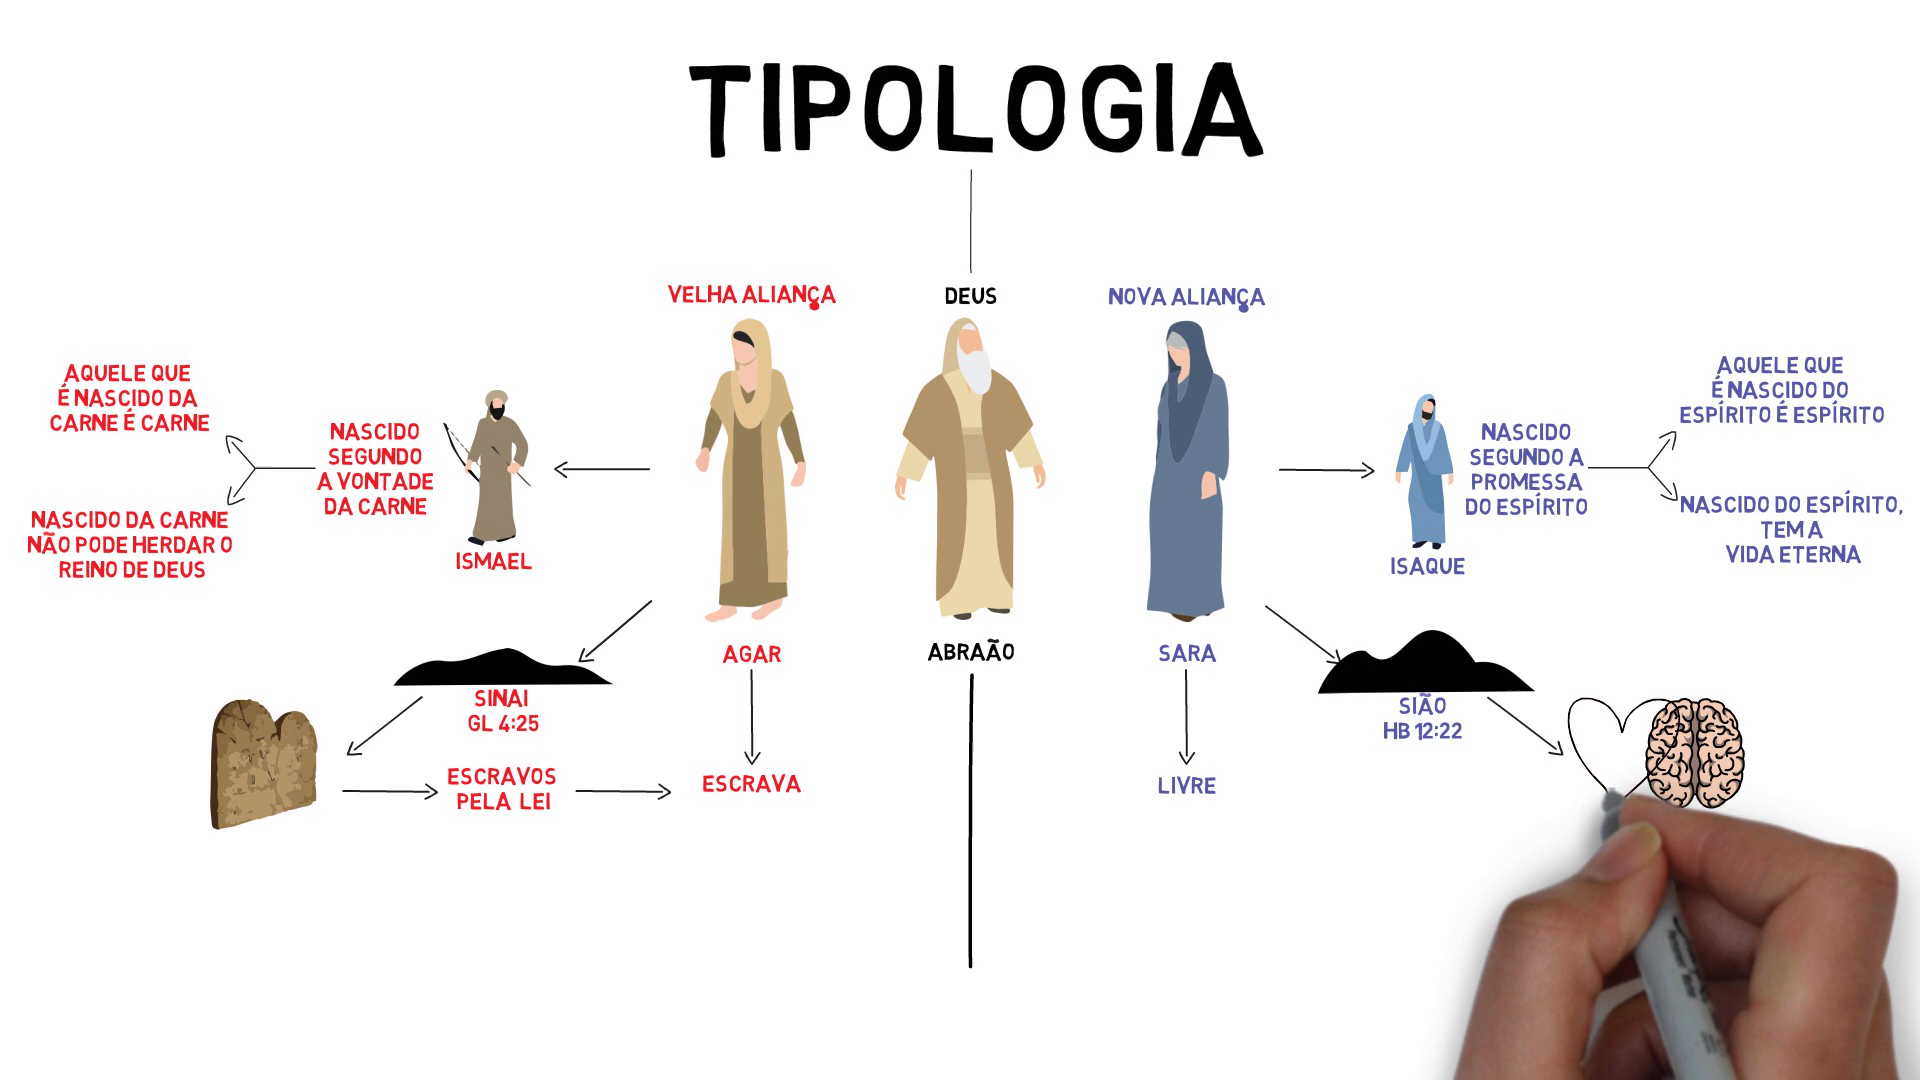 TIPOLOGIA
VELHA ALIANÇA
DEUS
NOVA ALIANÇA
AQUELE QUE
É NASCIDO DA
CARNE É CARNE
NASCIDO DA CARNE
NÃO PODE HERDAR O
REINO DE DEUS
NASCIDO
SEGUNDO
A VONTADE
DA CARNE
ISMAEL
AGAR
ABRAÃO
SARA
ISAQUE
NASCIDO
SEGUNDO A
PROMESSA
DO ESPÍRITO
AQUELE QUE
É NASCIDO DO
ESPÍRITO É ESPÍRITO
NASCIDO DO ESPÍRITO,
TEM A
VIDA ETERNA
SINAI
GL 4:25
ESCRAVOS
PELA LEI
ESCRAVA
LIVRE
SIÃO
HB 12:22